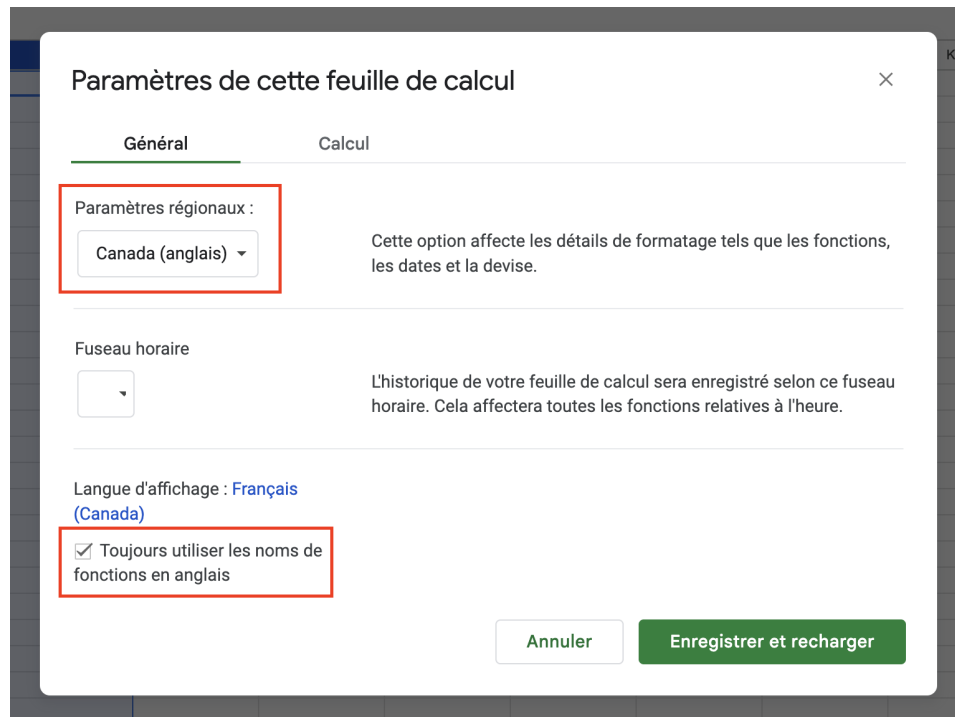 K
Paramètres de cette feuille de calcul
Général
Calcul
Paramètres régionaux :
Canada (anglais)
Cette option affecte les détails de formatage tels que les fonctions,
les dates et la devise.
Fuseau horaire
L'historique de votre feuille de calcul sera enregistré selon ce fuseau
horaire. Cela affectera toutes les fonctions relatives à l'heure.
Langue d'affichage : Français
(Canada)
Toujours utiliser les noms de
fonctions en anglais
Annuler
Enregistrer et recharger